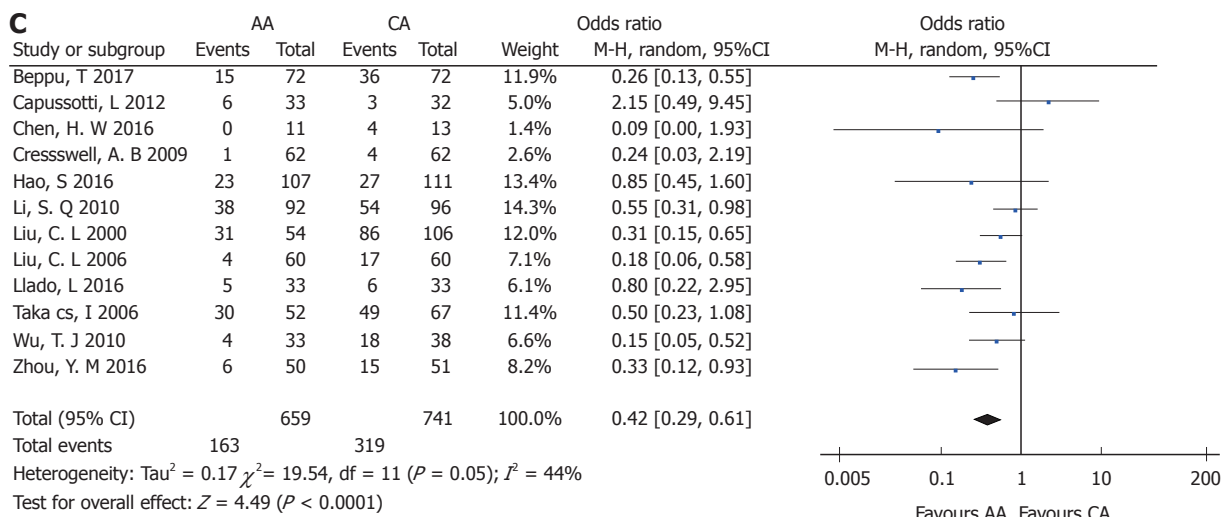 C AA CA Odds ratio Odds ratio
Study or subgroup Events Total Events Total Weight M-H, random, 95%CI M-H, random, 95%CI
Beppu, T 2017 15 72 36 72 11.9% 0.26 [0.13, 0.55]
Capussotti, L 2012 6 33 3 32 5.0% 2.15 [0.49, 9.45]
Chen, H. W 2016 0 11 4 13 1.4% 0.09 [0.00, 1.93]
Cressswell, A. B 2009 1 62 4 62 2.6% 0.24 [0.03, 2.19]
Hao, S 2016 23 107 27 111 13.4% 0.85 [0.45, 1.60]
Li, S. Q 2010 38 92 54 96 14.3% 0.55 [0.31, 0.98]
Liu, C. L 2000 31 54 86 106 12.0% 0.31 [0.15, 0.65]
Liu, C. L 2006 4 60 17 60 7.1% 0.18 [0.06, 0.58]
Llado, L 2016 5 33 6 33 6.1% 0.80 [0.22, 2.95]
Taka cs, I 2006 30 52 49 67 11.4% 0.50 [0.23, 1.08]
Wu, T. J 2010 4 33 18 38 6.6% 0.15 [0.05, 0.52]
Zhou, Y. M 2016 6 50 15 51 8.2% 0.33 [0.12, 0.93]
Total (95% CI) 659 741 100.0% 0.42 [0.29, 0.61]
Total events 163 319
Heterogeneity: Tau² = 0.17 χ²= 19.54, df = 11 (P = 0.05); I² = 44%
Test for overall effect: Z = 4.49 (P < 0.0001)
0.005 0.1 1 10 200
Favours AA Favours CA